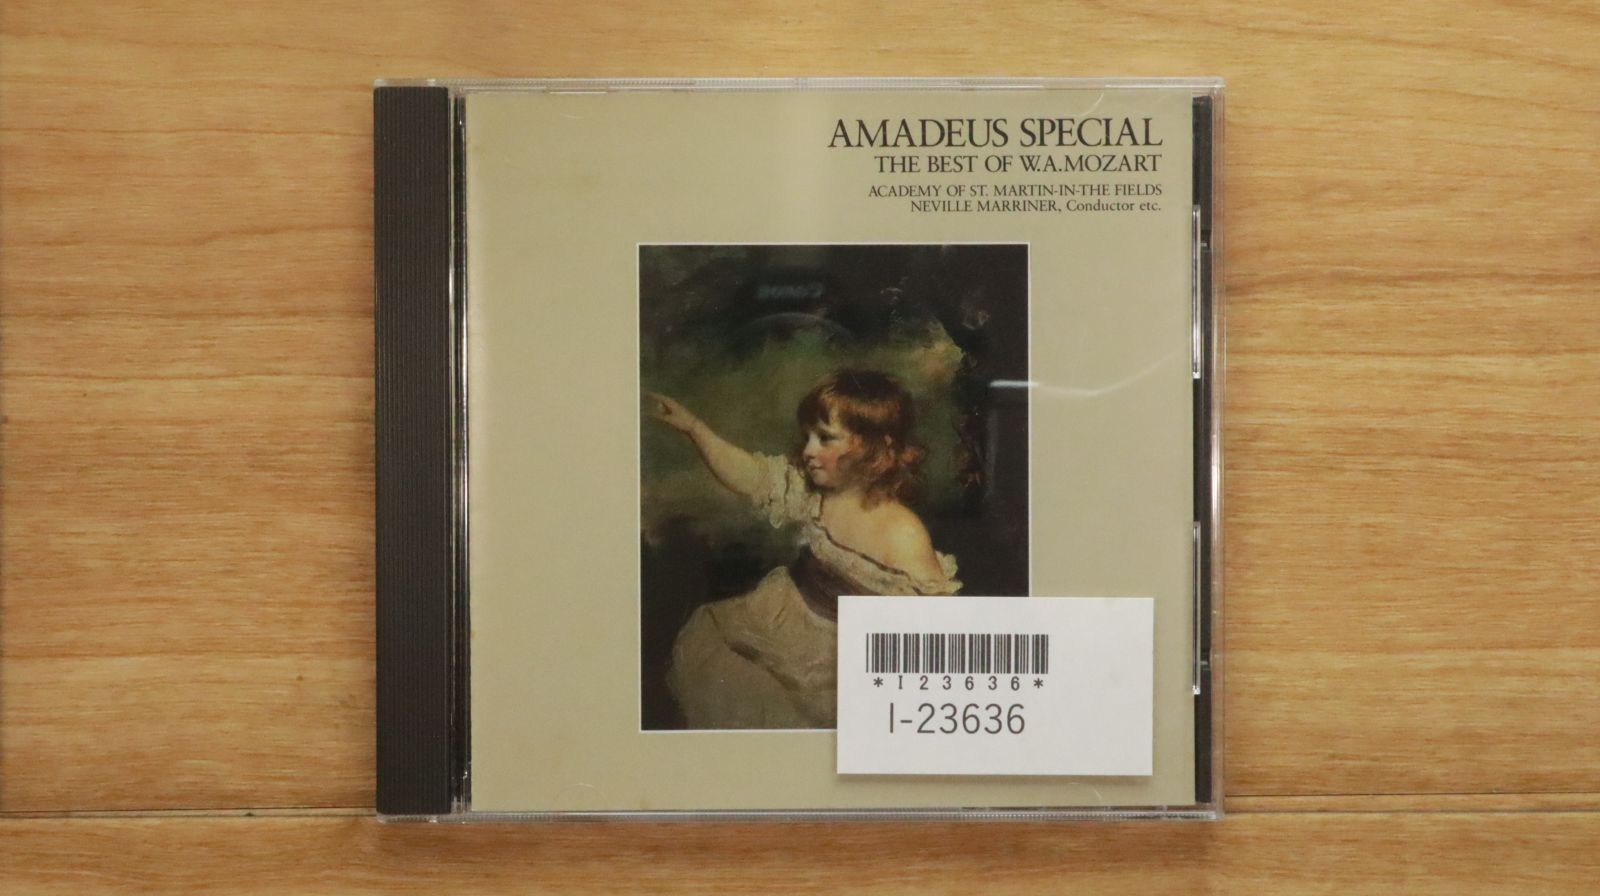 AMADEUS SPECIAL
THE BEST OF W.A.MOZART
ACADEMY OF ST. MARTIN-IN-THE FIELDS
NEVILLE MARRINER, Conductor etc.
*I23636*
I-23636